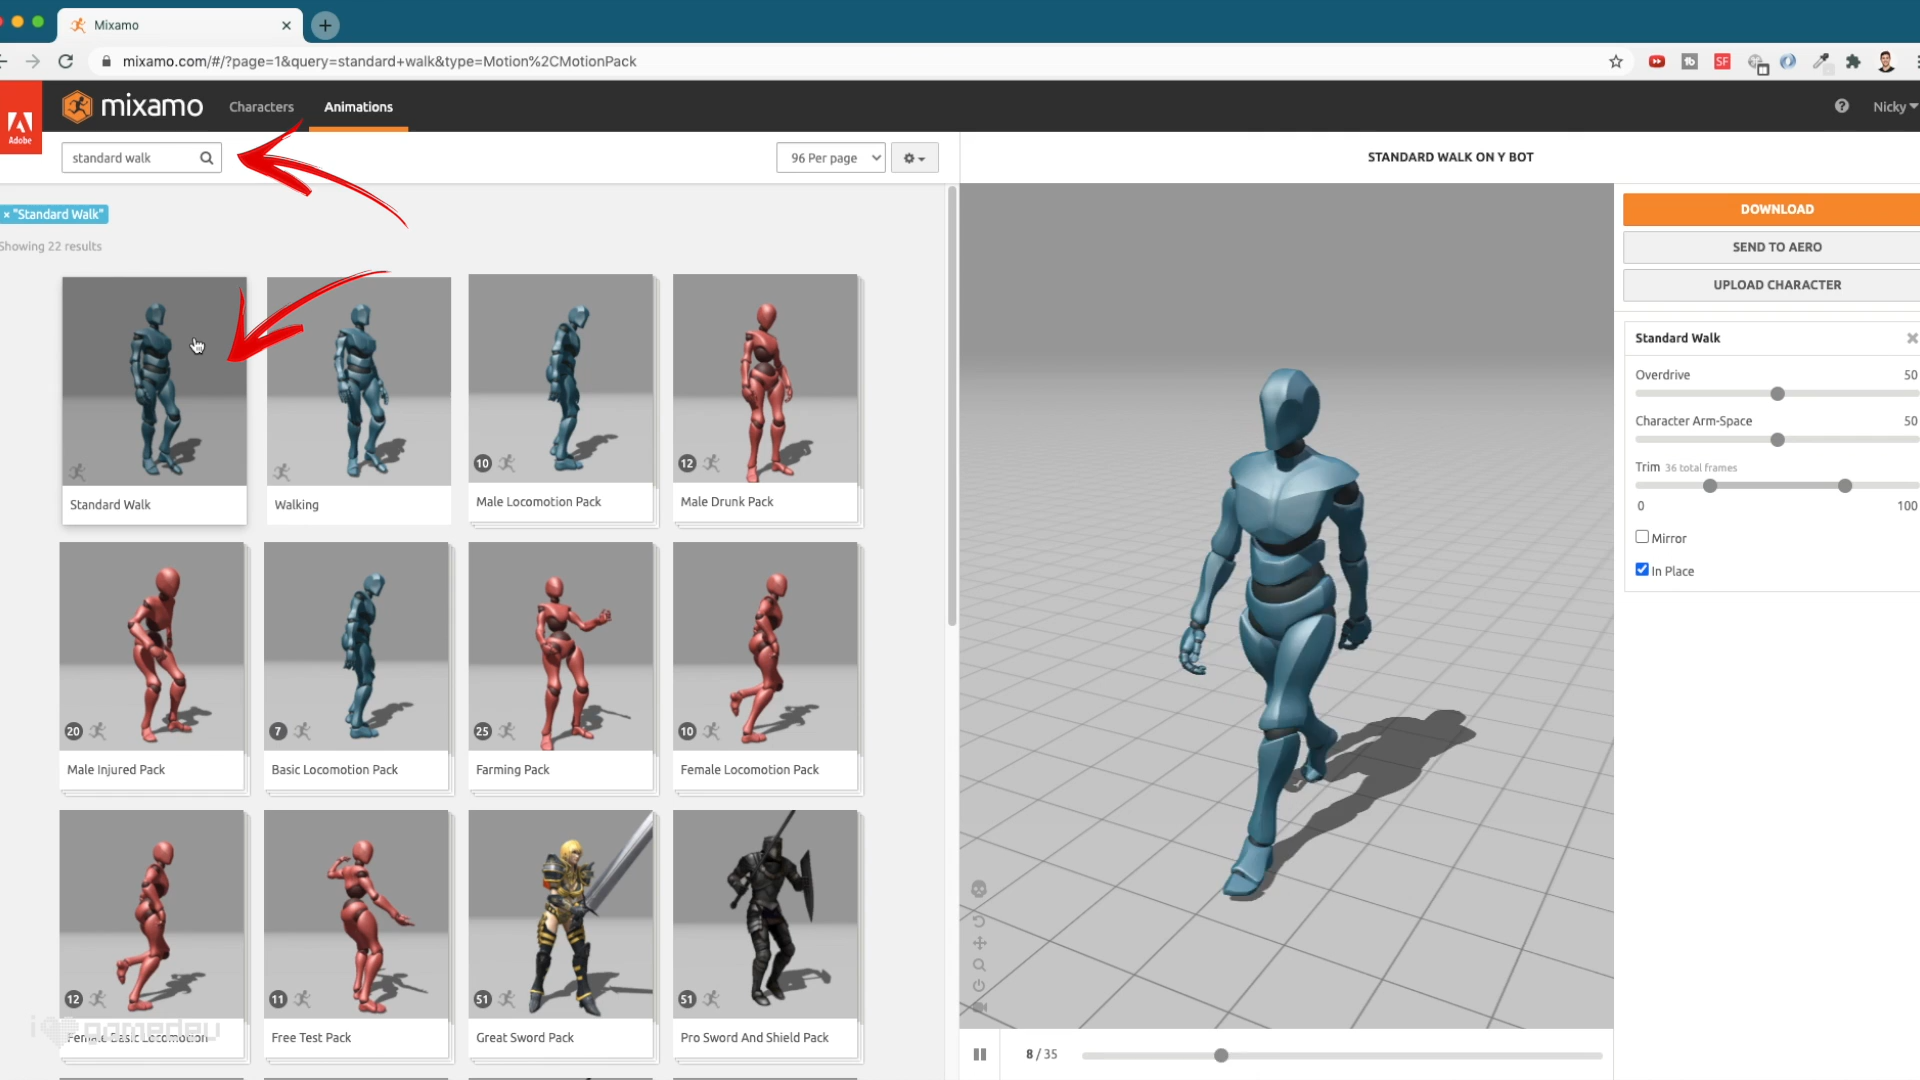 Mixamo
mixamo.com/#/?page=1&query=standard+walk&type=Motion%2CMotionPack
SF
Adobe
mixamo
Characters
Animations
Nicky
standard walk
96 Per page
STANDARD WALK ON Y BOT
× "Standard Walk"
Showing 22 results
DOWNLOAD
SEND TO AERO
UPLOAD CHARACTER
Standard Walk
Overdrive 50
Character Arm-Space 50
Trim 36 total frames
0 100
Mirror
In Place
10
12
Standard Walk
Walking
Male Locomotion Pack
Male Drunk Pack
20
7
25
10
Male Injured Pack
Basic Locomotion Pack
Farming Pack
Female Locomotion Pack
12
11
51
51
i gamedev
Female Basic Locomotion
Free Test Pack
Great Sword Pack
Pro Sword And Shield Pack
8 / 35